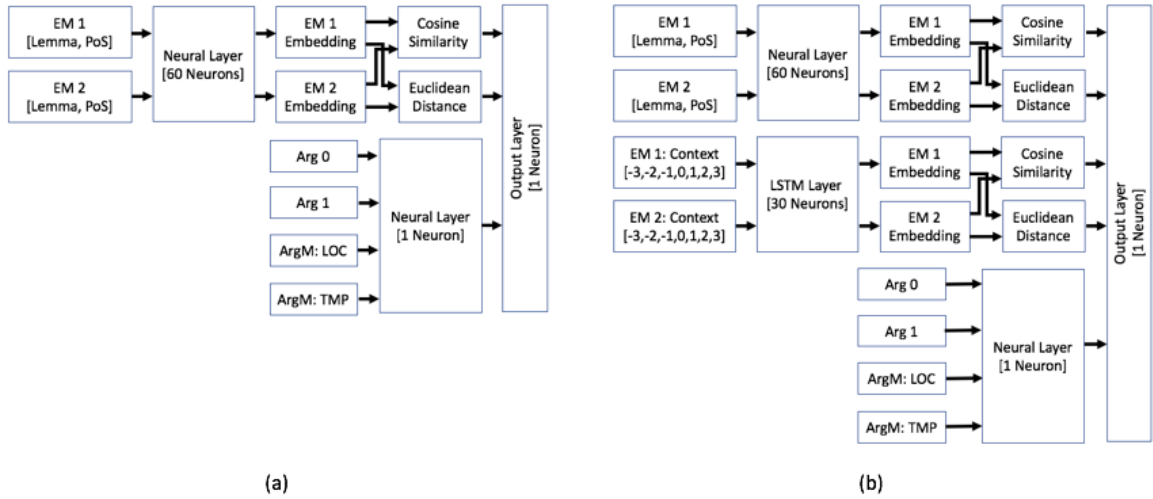 EM 1
[Lemma, PoS]
EM 2
[Lemma, PoS]
Neural Layer
[60 Neurons]
EM 1
Embedding
EM 2
Embedding
Cosine
Similarity
Euclidean
Distance
Arg 0
Arg 1
ArgM: LOC
ArgM: TMP
Neural Layer
[1 Neuron]
Output Layer
[1 Neuron]
(a)
EM 1
[Lemma, PoS]
EM 2
[Lemma, PoS]
Neural Layer
[60 Neurons]
EM 1
Embedding
EM 2
Embedding
Cosine
Similarity
Euclidean
Distance
EM 1: Context
[-3,-2,-1,0,1,2,3]
EM 2: Context
[-3,-2,-1,0,1,2,3]
LSTM Layer
[30 Neurons]
EM 1
Embedding
EM 2
Embedding
Cosine
Similarity
Euclidean
Distance
Arg 0
Arg 1
ArgM: LOC
ArgM: TMP
Neural Layer
[1 Neuron]
Output Layer
[1 Neuron]
(b)